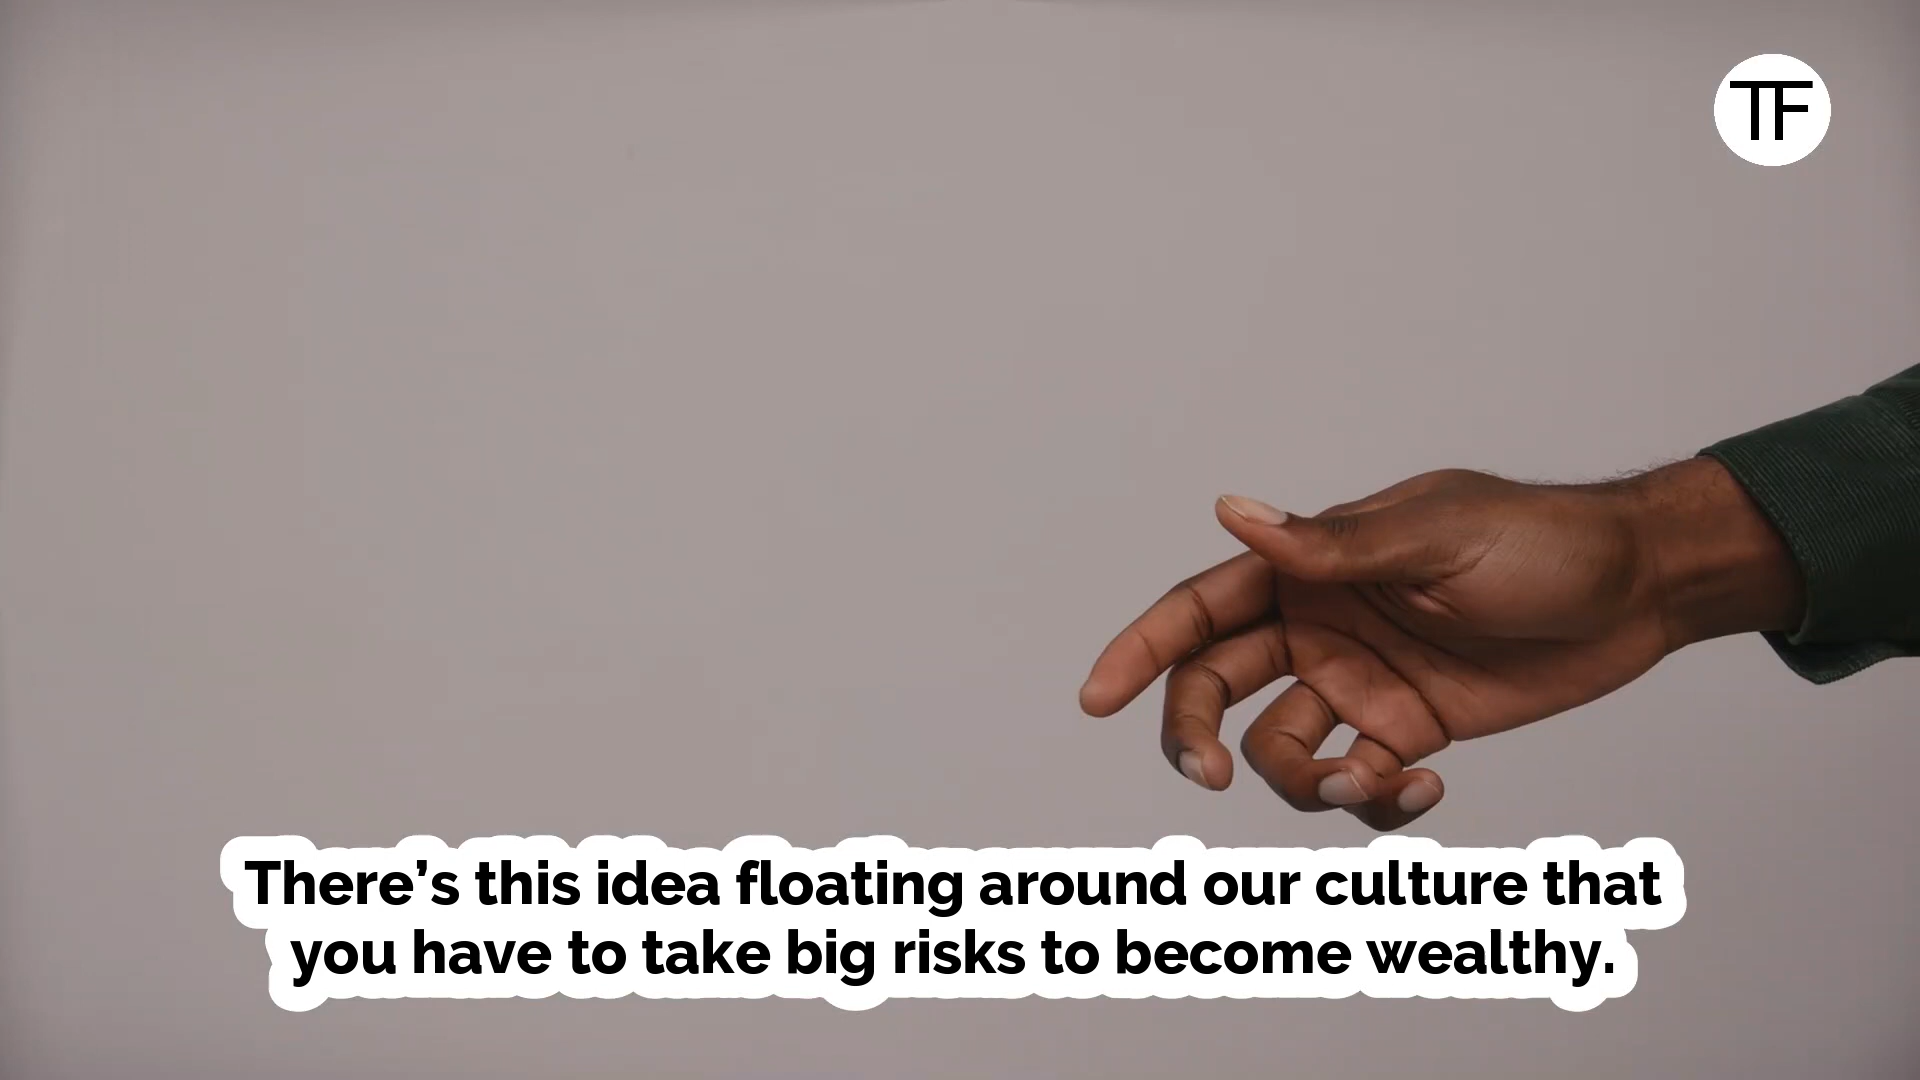 TF
There's this idea floating around our culture that
you have to take big risks to become wealthy.